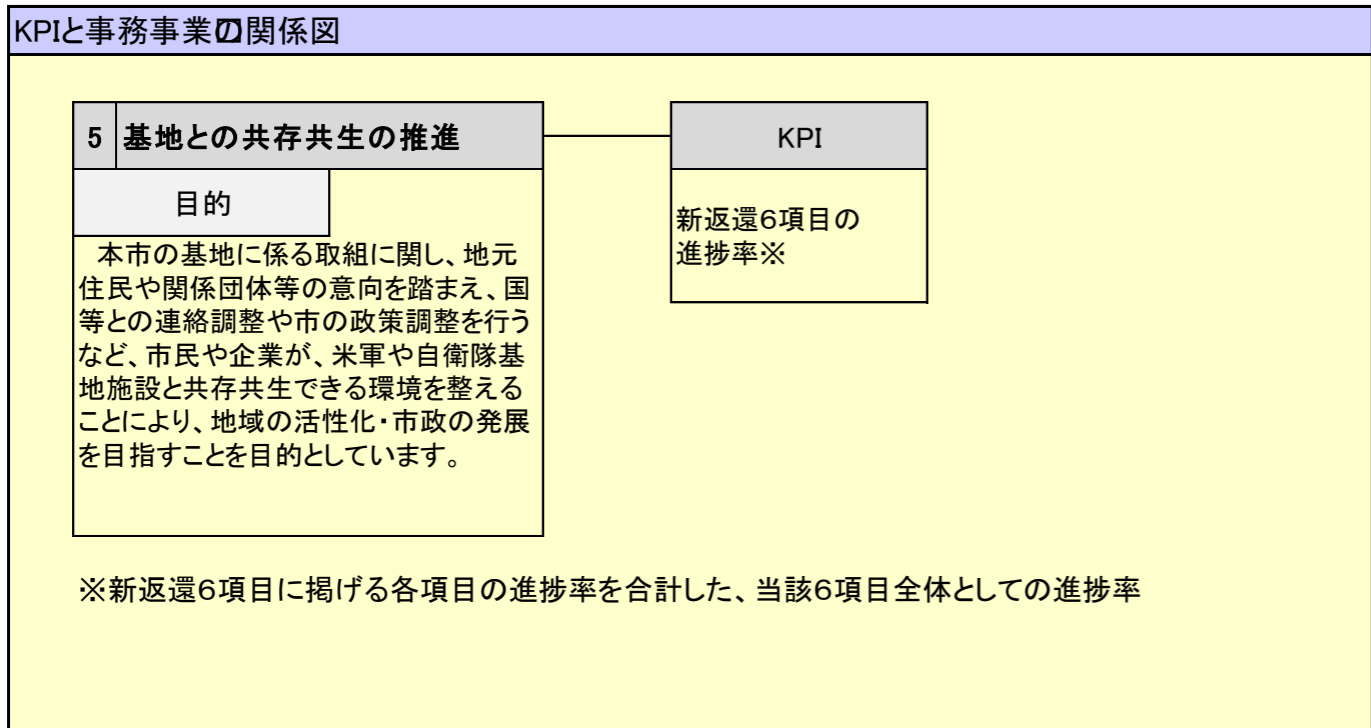 KPIと事務事業の関係図
5 基地との共存共生の推進
目的
本市の基地に係る取組に関し、地元
住民や関係団体等の意向を踏まえ、国
等との連絡調整や市の政策調整を行う
など、市民や企業が、米軍や自衛隊基
地施設と共存共生できる環境を整える
ことにより、地域の活性化・市政の発展
を目指すことを目的としています。
KPI
新返還6項目の
進捗率※
※新返還6項目に掲げる各項目の進捗率を合計した、当該6項目全体としての進捗率